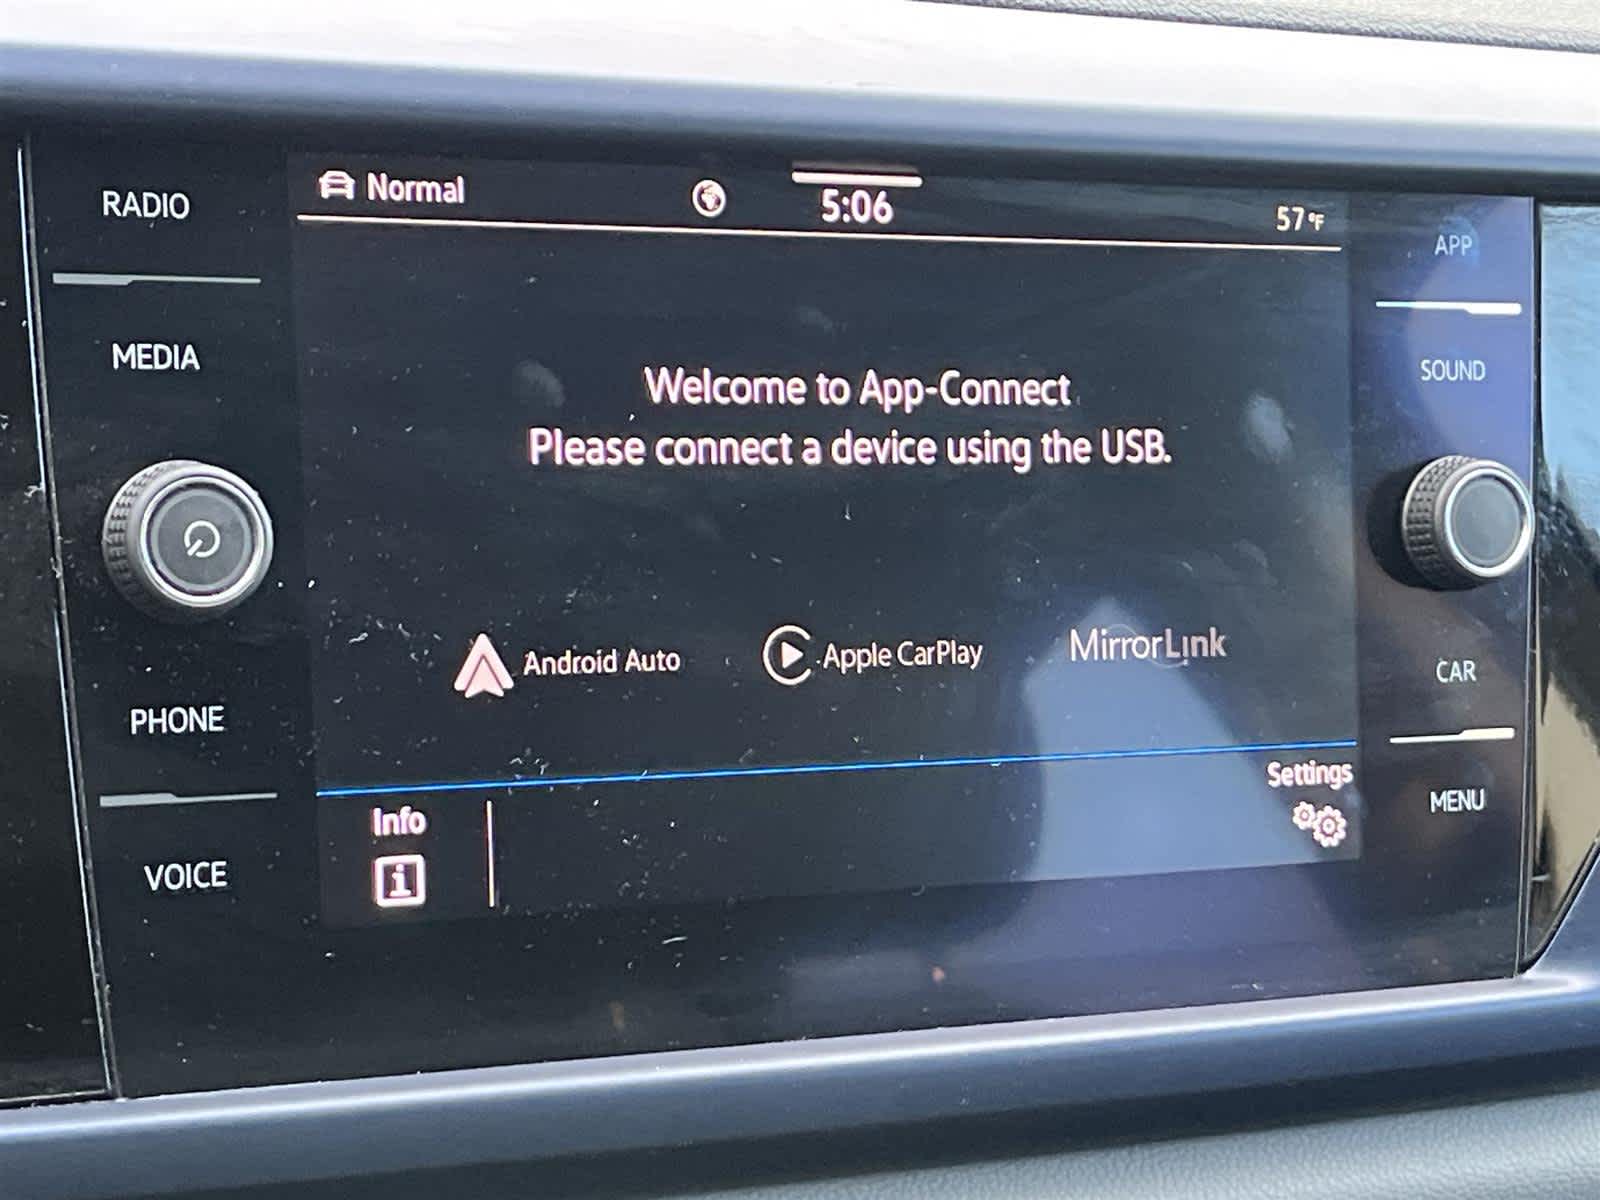 RADIO
MEDIA
PHONE
VOICE
Normal
5:06
57°F
Welcome to App-Connect
Please connect a device using the USB.
Android Auto
Apple CarPlay
MirrorLink
Info
i
Settings
APP
SOUND
CAR
MENU